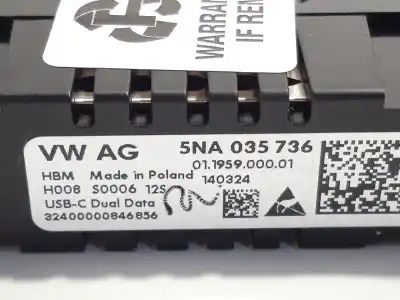 WARRAN
IF REM
VW AG 5NA 035 736
01.1959.000.01
HBM Made in Poland 140324
H008 S0006 12S
USB-C Dual Data
32400000846856